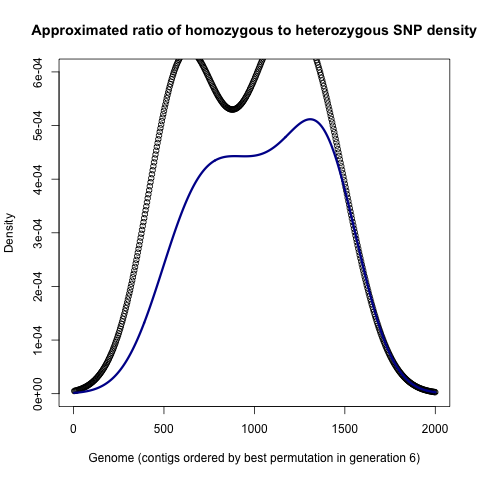 Approximated ratio of homozygous to heterozygous SNP density
6e-04
5e-04
4e-04
3e-04
2e-04
1e-04
0e+00
Density
0 500 1000 1500 2000
Genome (contigs ordered by best permutation in generation 6)